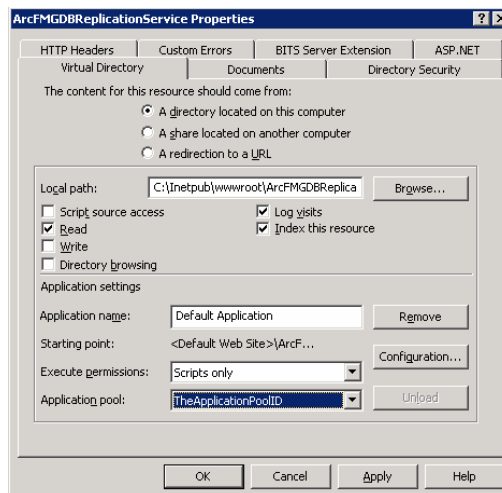 ArcFMGDBReplicationService Properties
HTTP Headers Custom Errors BITS Server Extension ASP.NET
Virtual Directory Documents Directory Security
The content for this resource should come from:
A directory located on this computer
A share located on another computer
A redirection to a URL
Local path: C:\Inetpub\wwwroot\ArcFMGDBReplica Browse...
Script source access Log visits
Read Index this resource
Write
Directory browsing
Application settings
Application name: Default Application Remove
Starting point: <Default Web Site>\ArcF...
Configuration...
Execute permissions: Scripts only
Application pool: TheApplicationPoolID Unload
OK Cancel Apply Help